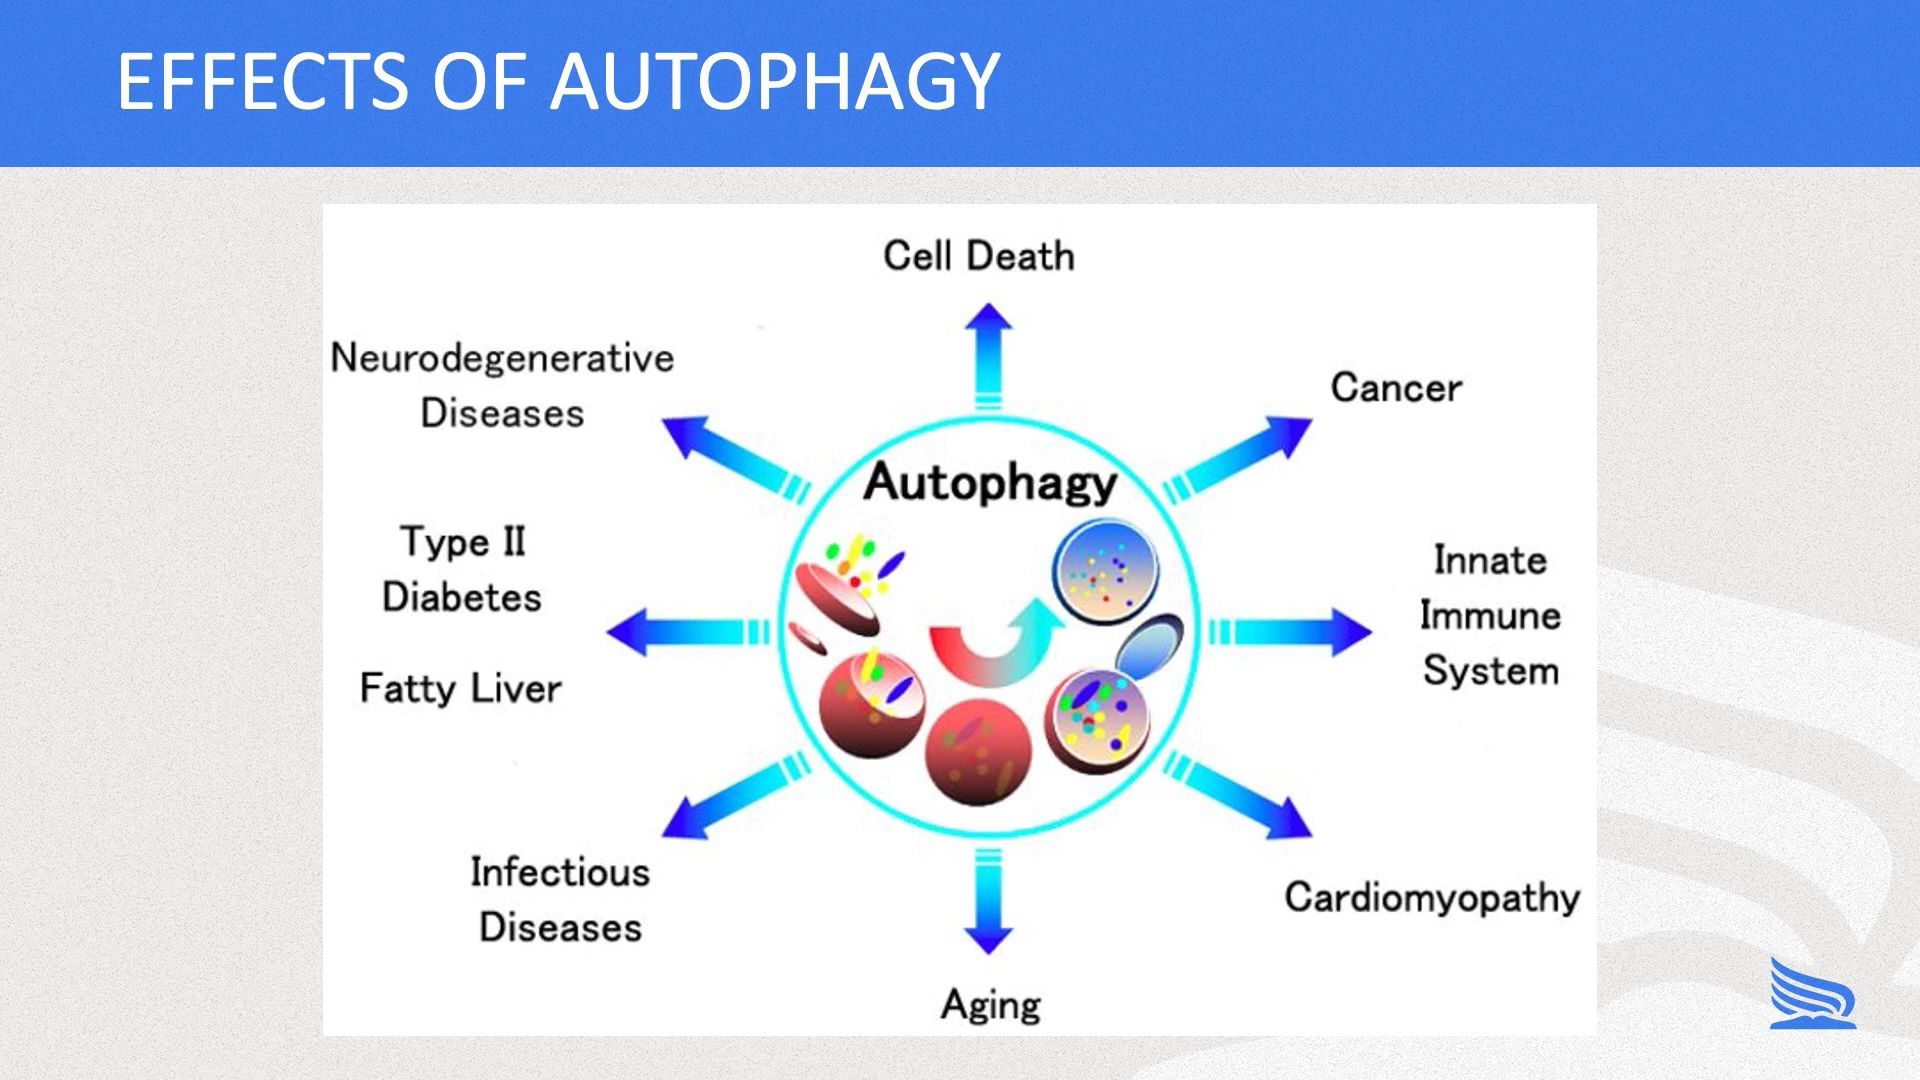 EFFECTS OF AUTOPHAGY
Cell Death
Neurodegenerative
Diseases
Cancer
Autophagy
Type II
Diabetes
Fatty Liver
Innate
Immune
System
Infectious
Diseases
Cardiomyopathy
Aging